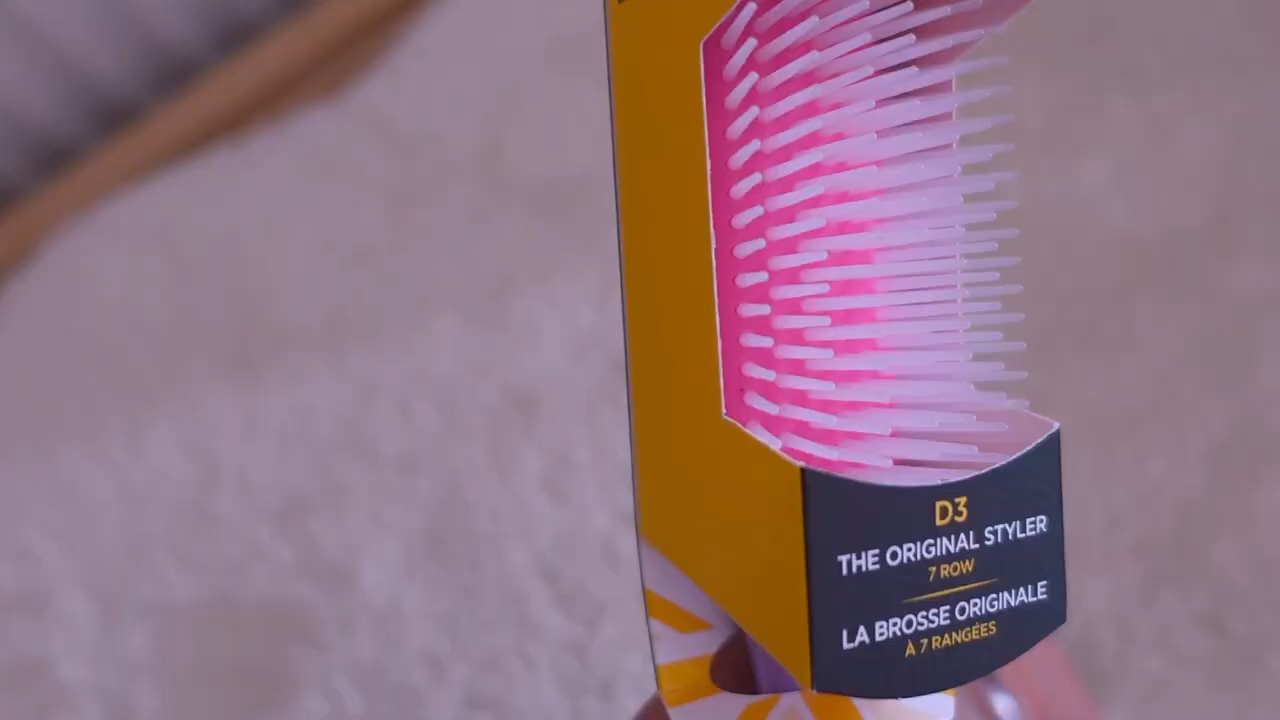 D3
THE ORIGINAL STYLER
7 ROW
LA BROSSE ORIGINALE
À 7 RANGÉES